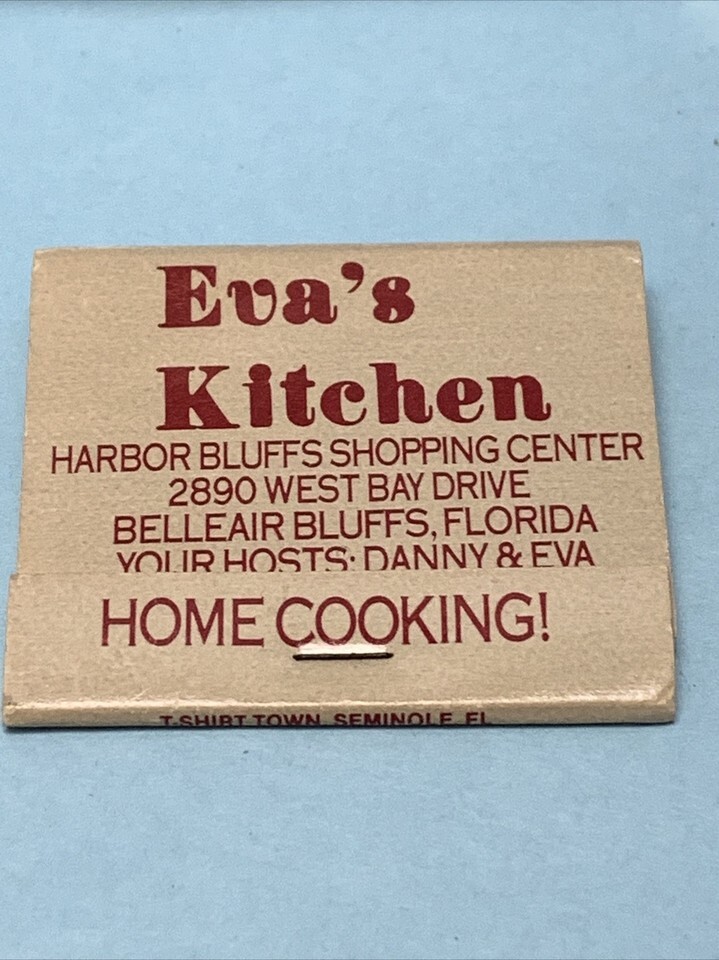 Eva's
Kitchen
HARBOR BLUFFS SHOPPING CENTER
2890 WEST BAY DRIVE
BELLEAIR BLUFFS, FLORIDA
YOUR HOSTS: DANNY & EVA
HOME COOKING!
T-SHIRT TOWN, SEMINOLE, FL